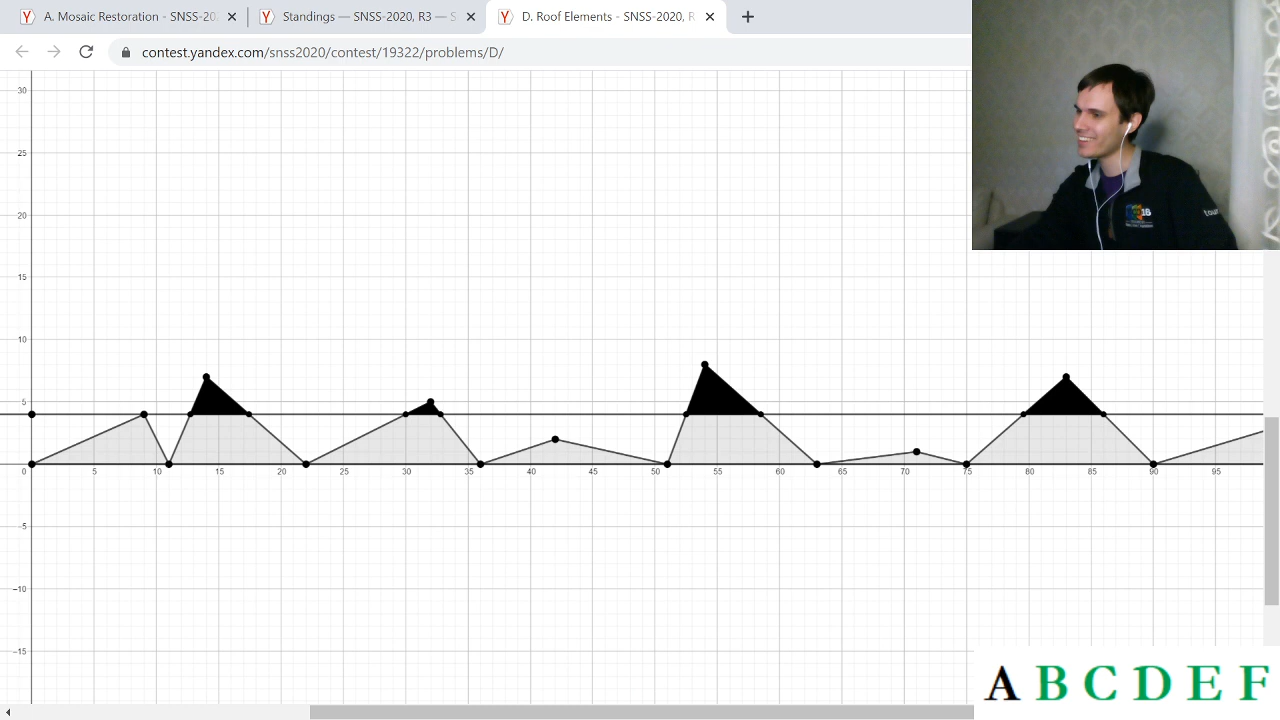 A. Mosaic Restoration - SNSS-20
Standings — SNSS-2020, R3 — S
D. Roof Elements - SNSS-2020, R
contest.yandex.com/snss2020/contest/19322/problems/D/
30
25
20
15
10
5
0 5 10 15 20 25 30 35 40 45 50 55 60 65 70 75 80 85 90 95
−5
−10
−15
A B C D E F